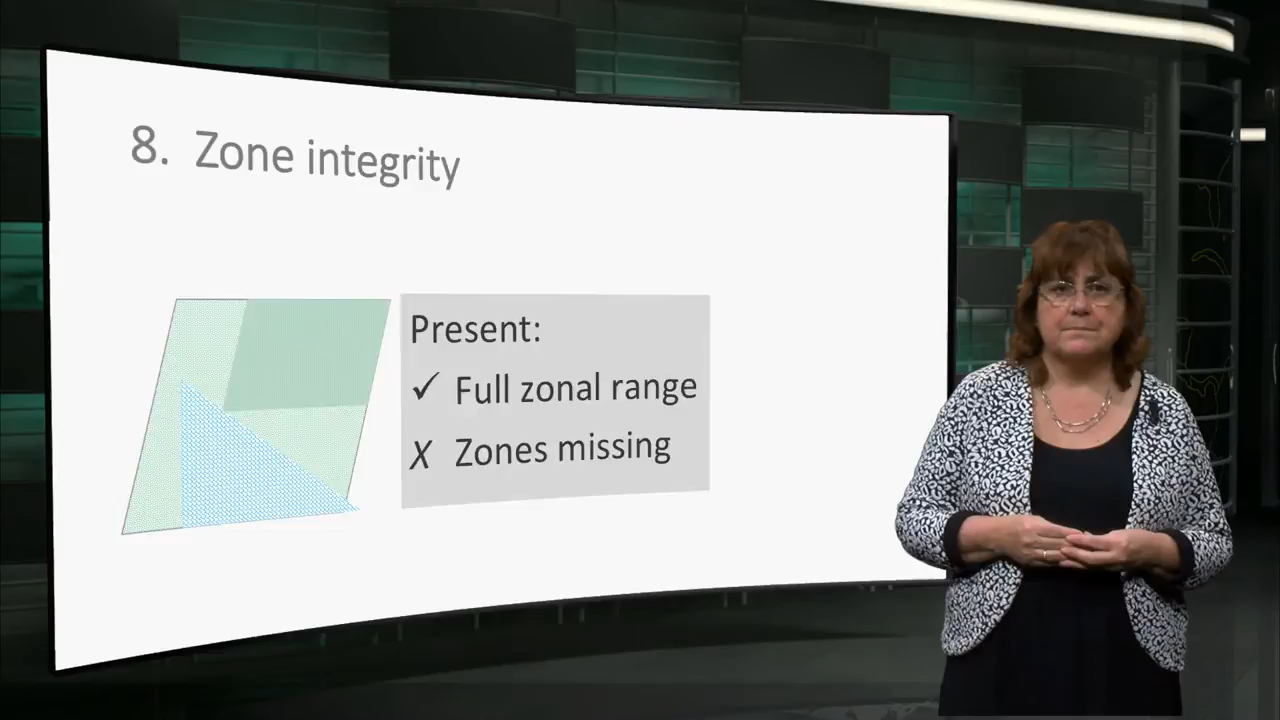 8. Zone integrity
Present:
✓ Full zonal range
X Zones missing